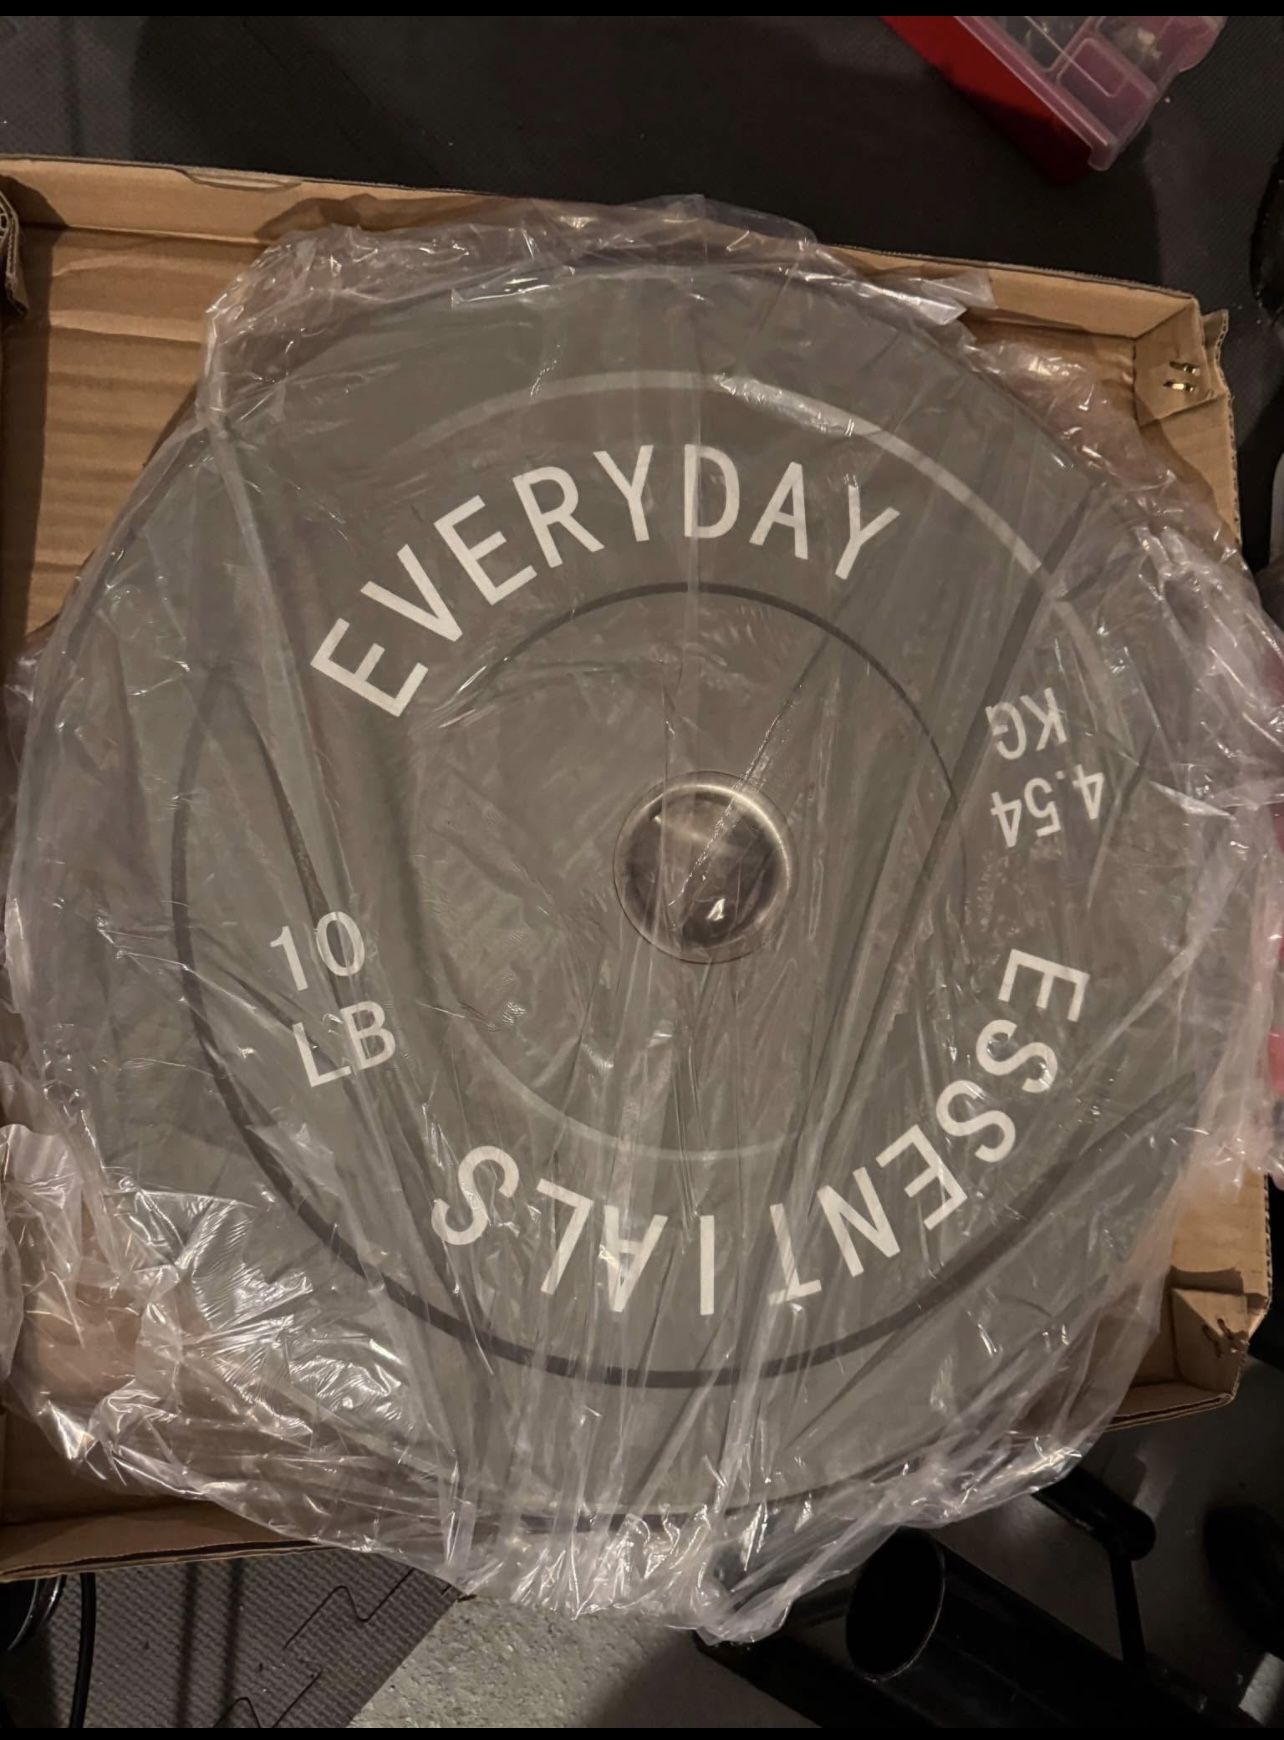 EVERYDAY
4.54
KG
ESSENTIALS
10
LB